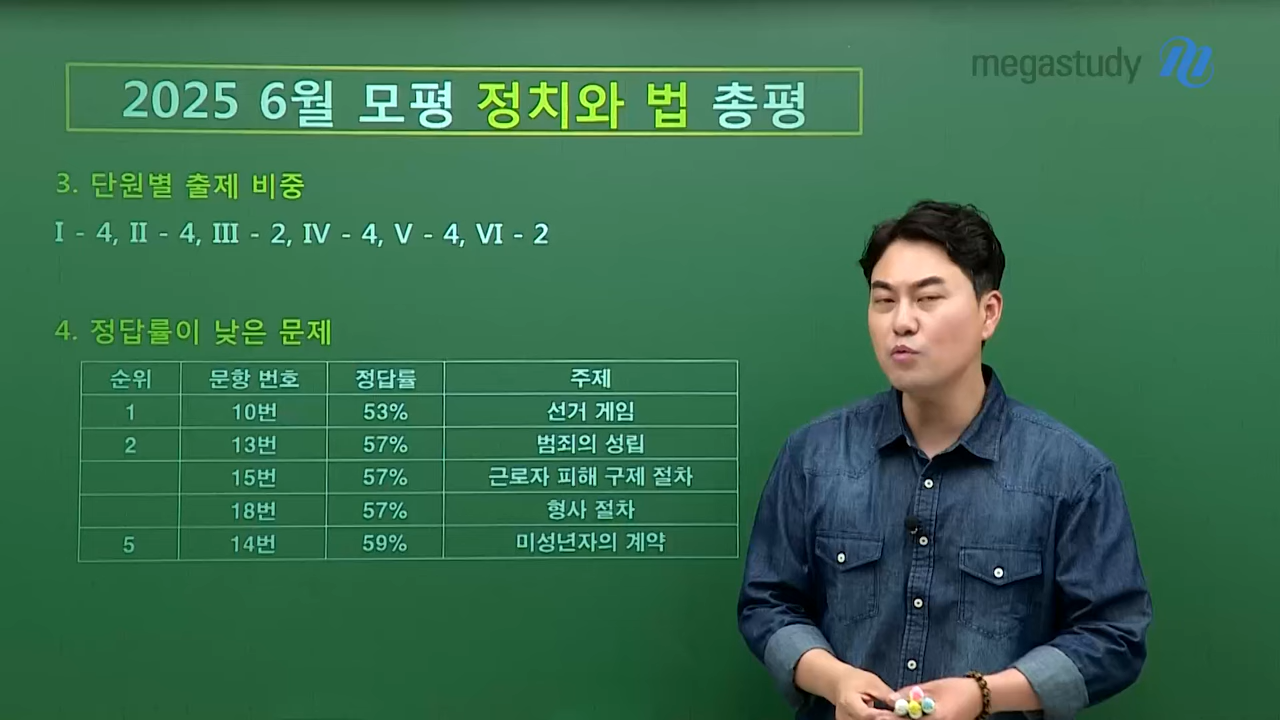 megastudy
2025 6월 모평 정치와 법 총평
3. 단원별 출제 비중
Ⅰ - 4, Ⅱ - 4, Ⅲ - 2, Ⅳ - 4, Ⅴ - 4, Ⅵ - 2
4. 정답률이 낮은 문제
순위 문항 번호 정답률 주제
1 10번 53% 선거 게임
2 13번 57% 범죄의 성립
15번 57% 근로자 피해 구제 절차
18번 57% 형사 절차
5 14번 59% 미성년자의 계약